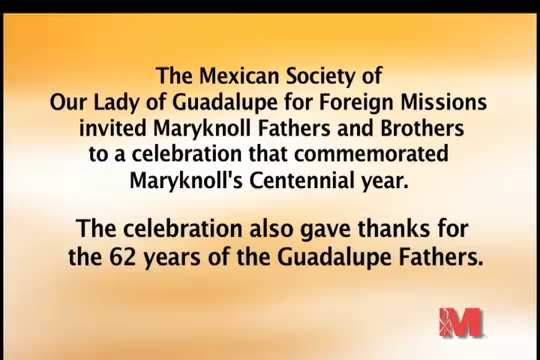 The Mexican Society of
Our Lady of Guadalupe for Foreign Missions
invited Maryknoll Fathers and Brothers
to a celebration that commemorated
Maryknoll's Centennial year.
The celebration also gave thanks for
the 62 years of the Guadalupe Fathers.
M